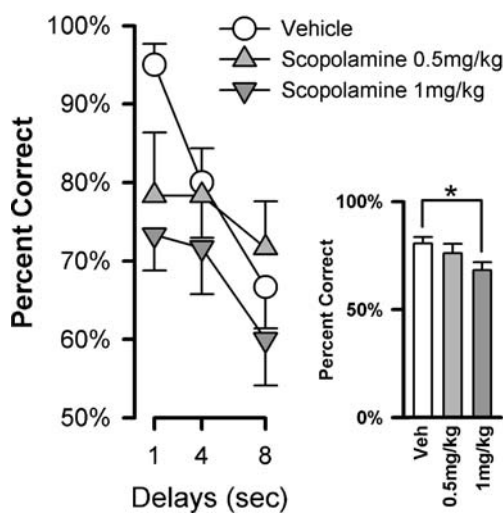 Vehicle
Scopolamine 0.5mg/kg
Scopolamine 1mg/kg
Percent Correct
100%
90%
80%
70%
60%
50%
1 4 8
Delays (sec)
*
Percent Correct
100%
50%
0%
Veh
0.5mg/kg
1mg/kg